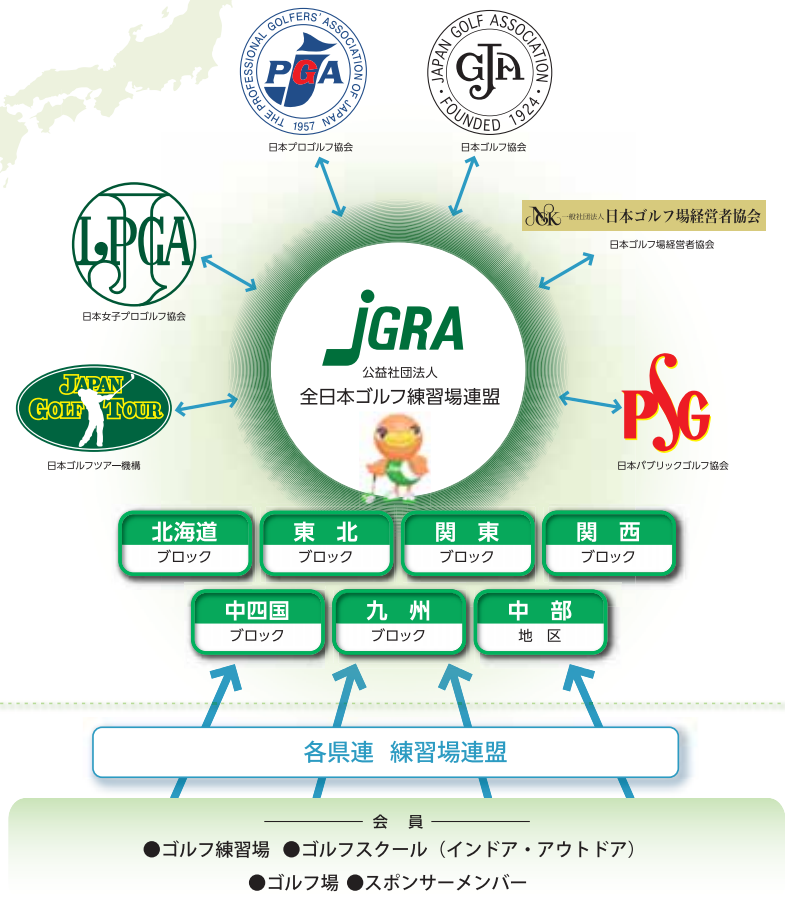 THE PROFESSIONAL GOLFERS' ASSOCIATION OF JAPAN
PGA
1957
日本プロゴルフ協会
JAPAN GOLF ASSOCIATION
JGA
・FOUNDED 1924・
日本ゴルフ協会
LPGA
日本女子プロゴルフ協会
NGK 一般社団法人 日本ゴルフ場経営者協会
日本ゴルフ場経営者協会
JGRA
公益社団法人
全日本ゴルフ練習場連盟
JAPAN
GOLF TOUR
日本ゴルフツアー機構
PSG
日本パブリックゴルフ協会
北海道
ブロック
東 北
ブロック
関 東
ブロック
関 西
ブロック
中四国
ブロック
九 州
ブロック
中 部
地 区
各県連 練習場連盟
会 員
●ゴルフ練習場 ●ゴルフスクール（インドア・アウトドア）
●ゴルフ場 ●スポンサーメンバー